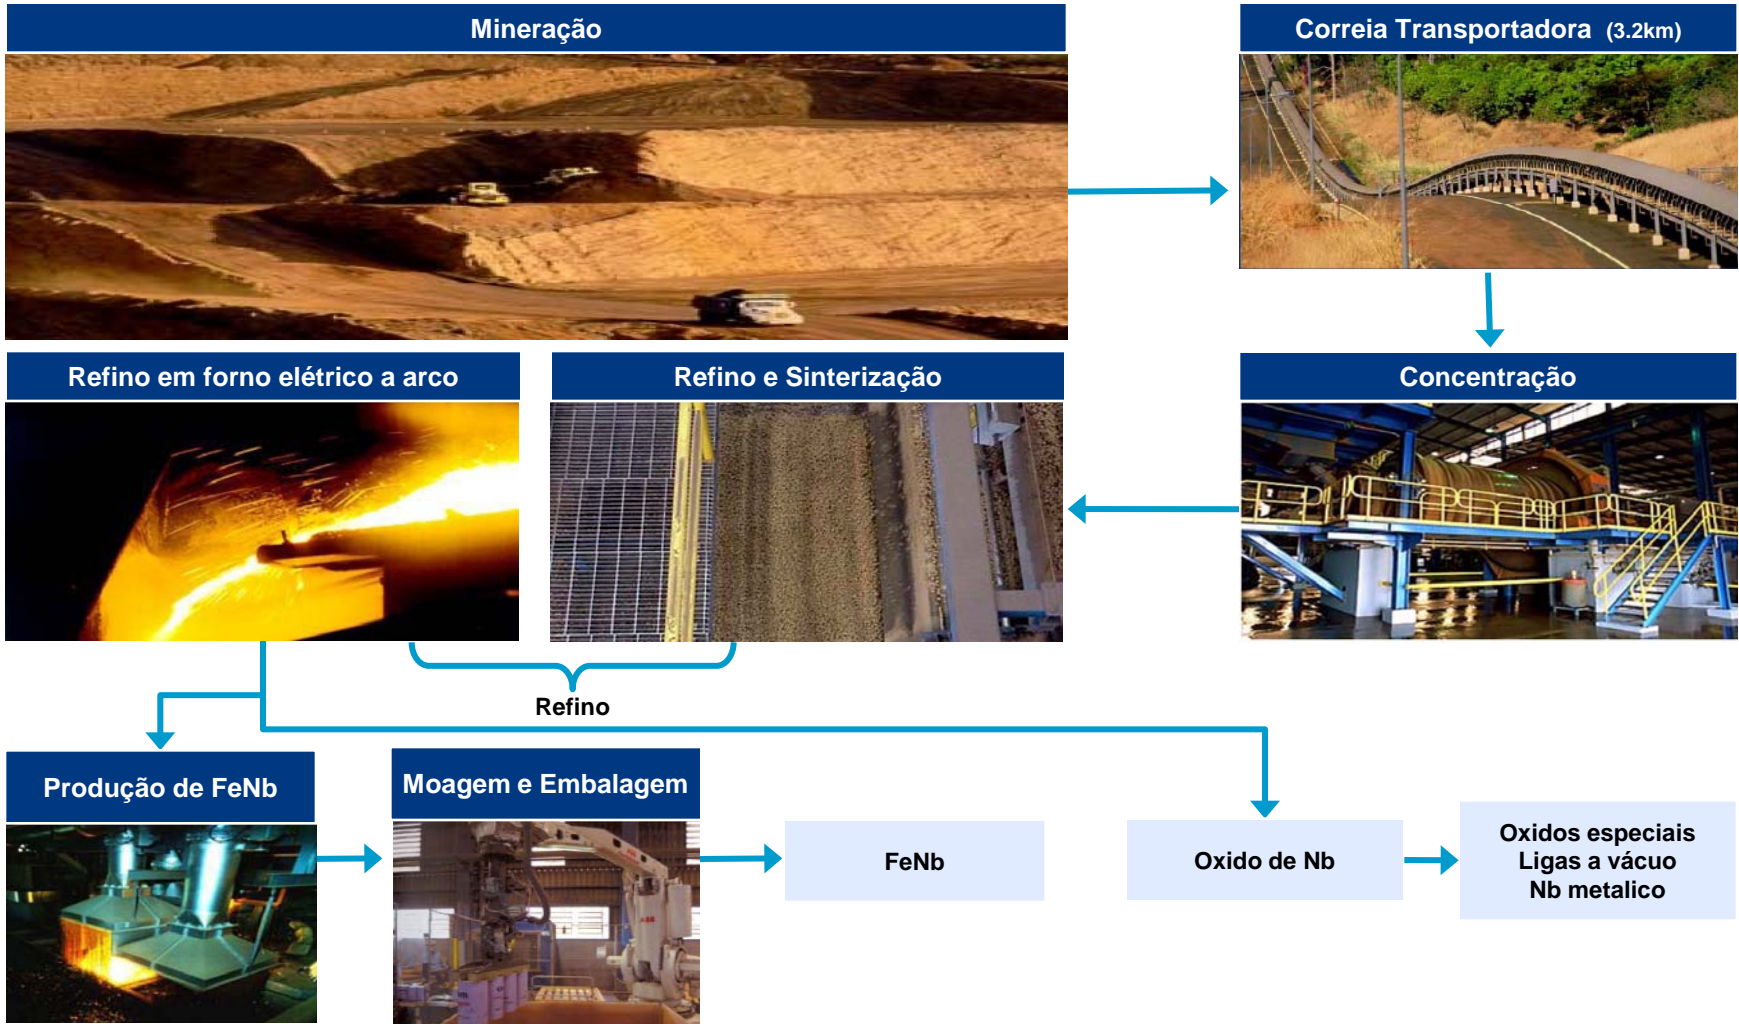 Mineração
Correia Transportadora (3.2km)
Refino em forno elétrico a arco
Refino e Sinterização
Concentração
Refino
Produção de FeNb
Moagem e Embalagem
FeNb
Oxido de Nb
Oxidos especiais
Ligas a vácuo
Nb metalico
ABB